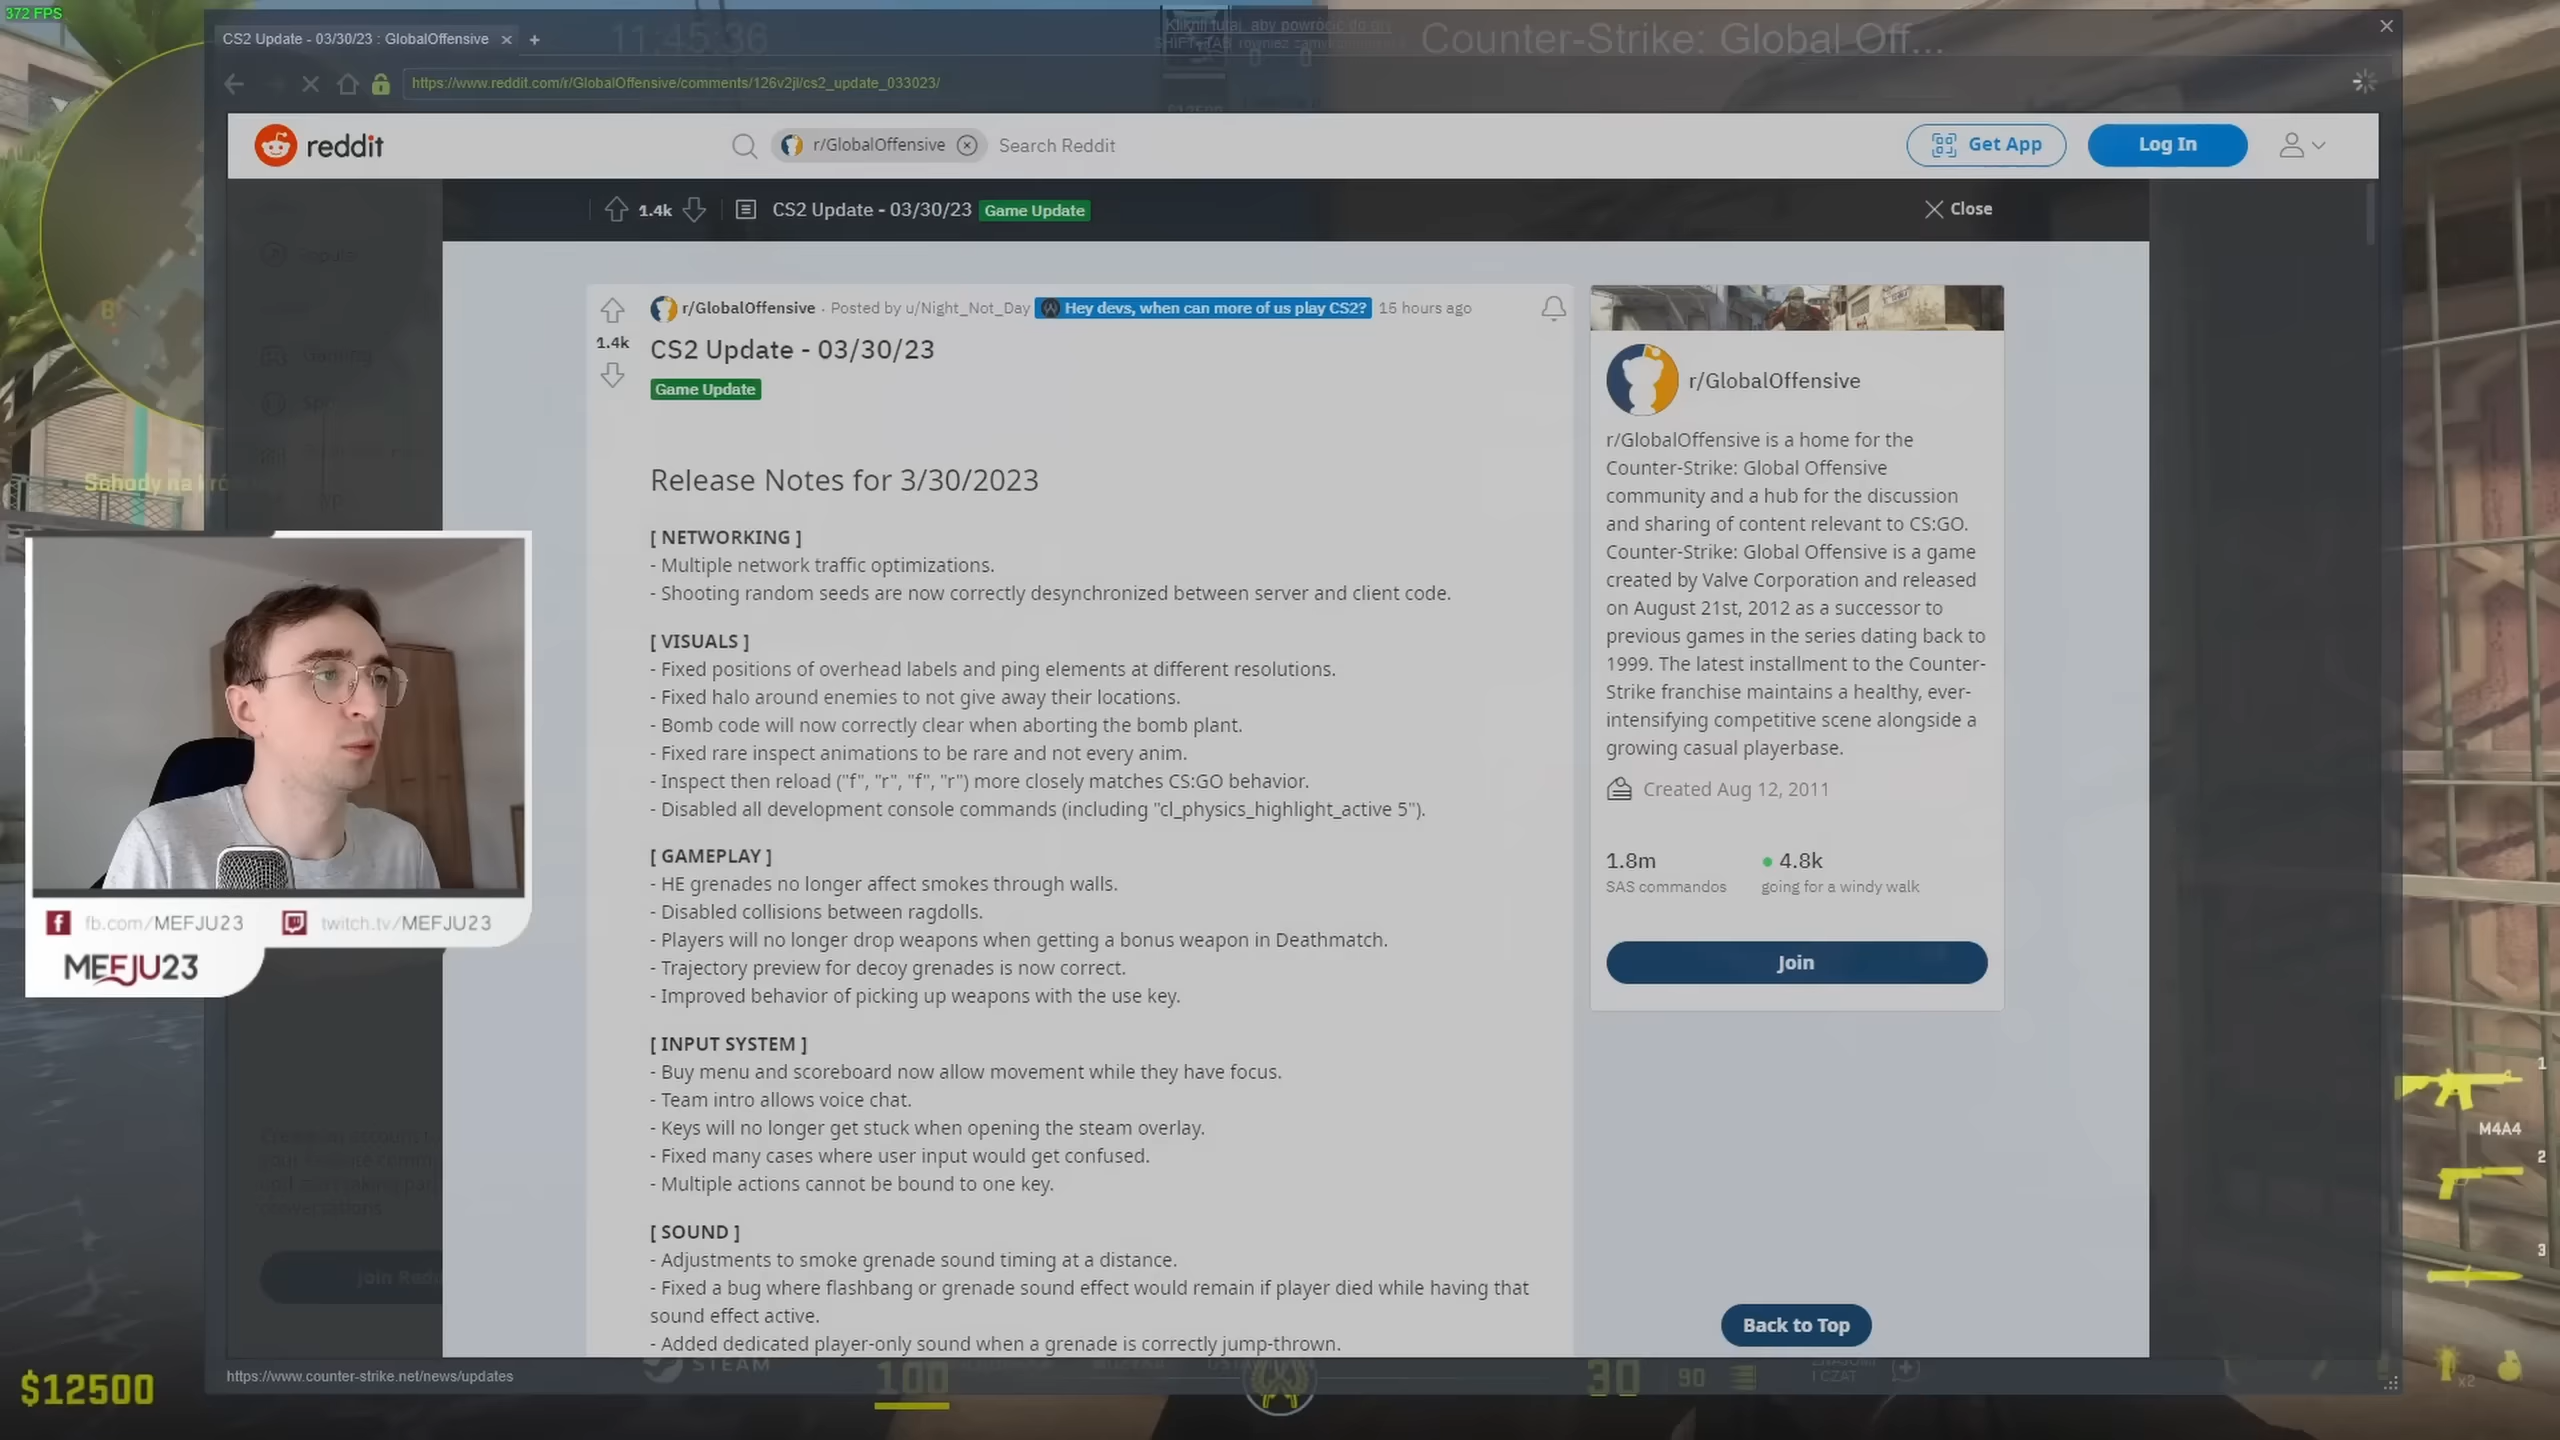 372 FPS
CS2 Update - 03/30/23 : GlobalOffensive
11:45:36
Kliknij tutaj, aby powrócić do gry
Counter-Strike: Global Off...
https://www.reddit.com/r/GlobalOffensive/comments/126v2jl/cs2_update_033023/
$12500
reddit
r/GlobalOffensive
Search Reddit
Get App
Log In
1.4k
CS2 Update - 03/30/23
Game Update
Close
Popular
Gaming
r/GlobalOffensive · Posted by u/Night_Not_Day
Hey devs, when can more of us play CS2?
15 hours ago
1.4k
CS2 Update - 03/30/23
Game Update
Release Notes for 3/30/2023
[ NETWORKING ]
- Multiple network traffic optimizations.
- Shooting random seeds are now correctly desynchronized between server and client code.
[ VISUALS ]
- Fixed positions of overhead labels and ping elements at different resolutions.
- Fixed halo around enemies to not give away their locations.
- Bomb code will now correctly clear when aborting the bomb plant.
- Fixed rare inspect animations to be rare and not every anim.
- Inspect then reload ("f", "r", "f", "r") more closely matches CS:GO behavior.
- Disabled all development console commands (including "cl_physics_highlight_active 5").
[ GAMEPLAY ]
- HE grenades no longer affect smokes through walls.
- Disabled collisions between ragdolls.
- Players will no longer drop weapons when getting a bonus weapon in Deathmatch.
- Trajectory preview for decoy grenades is now correct.
- Improved behavior of picking up weapons with the use key.
[ INPUT SYSTEM ]
- Buy menu and scoreboard now allow movement while they have focus.
- Team intro allows voice chat.
- Keys will no longer get stuck when opening the steam overlay.
- Fixed many cases where user input would get confused.
- Multiple actions cannot be bound to one key.
[ SOUND ]
- Adjustments to smoke grenade sound timing at a distance.
- Fixed a bug where flashbang or grenade sound effect would remain if player died while having that
sound effect active.
- Added dedicated player-only sound when a grenade is correctly jump-thrown.
r/GlobalOffensive
r/GlobalOffensive is a home for the
Counter-Strike: Global Offensive
community and a hub for the discussion
and sharing of content relevant to CS:GO.
Counter-Strike: Global Offensive is a game
created by Valve Corporation and released
on August 21st, 2012 as a successor to
previous games in the series dating back to
1999. The latest installment to the Counter-
Strike franchise maintains a healthy, ever-
intensifying competitive scene alongside a
growing casual playerbase.
Created Aug 12, 2011
1.8m
SAS commandos
4.8k
going for a windy walk
Join
Back to Top
Schody na
fb.com/MEFJU23
twitch.tv/MEFJU23
MEFJU23
1
M4A4
2
3
x2
https://www.counter-strike.net/news/updates
STEAM
$12500
100
30
90
I CZAT